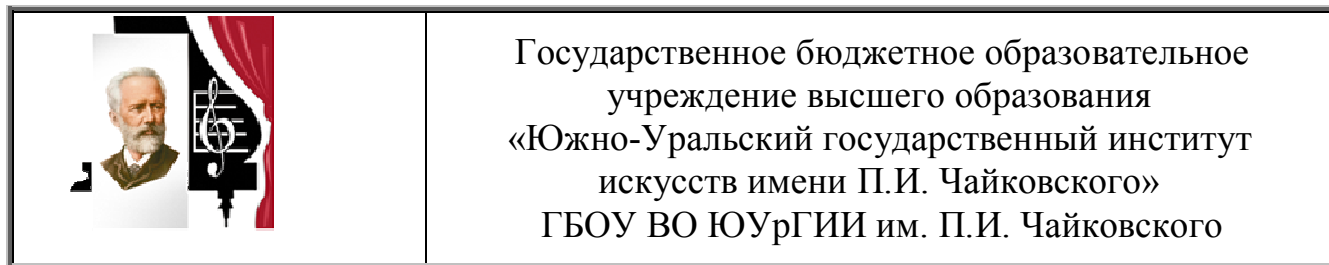 Государственное бюджетное образовательное
учреждение высшего образования
«Южно-Уральский государственный институт
искусств имени П.И. Чайковского»
ГБОУ ВО ЮУрГИИ им. П.И. Чайковского